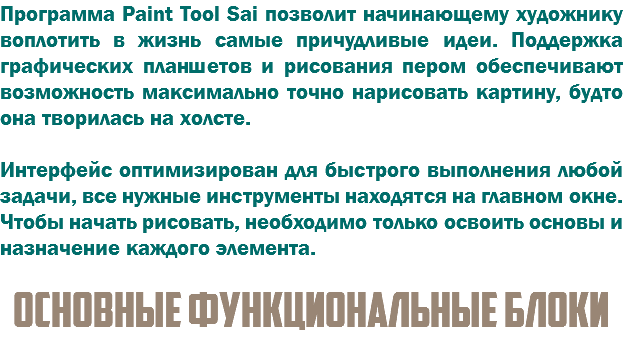 Программа Paint Tool Sai позволит начинающему художнику
воплотить в жизнь самые причудливые идеи. Поддержка
графических планшетов и рисования пером обеспечивают
возможность максимально точно нарисовать картину, будто
она творилась на холсте.
Интерфейс оптимизирован для быстрого выполнения любой
задачи, все нужные инструменты находятся на главном окне.
Чтобы начать рисовать, необходимо только освоить основы и
назначение каждого элемента.
ОСНОВНЫЕ ФУНКЦИОНАЛЬНЫЕ БЛОКИ